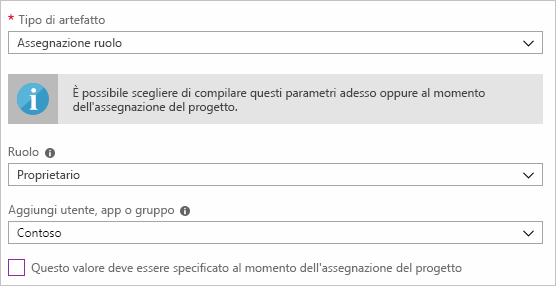 * Tipo di artefatto
Assegnazione ruolo
È possibile scegliere di compilare questi parametri adesso oppure al momento
dell'assegnazione del progetto.
Ruolo
Proprietario
Aggiungi utente, app o gruppo
Contoso
Questo valore deve essere specificato al momento dell'assegnazione del progetto